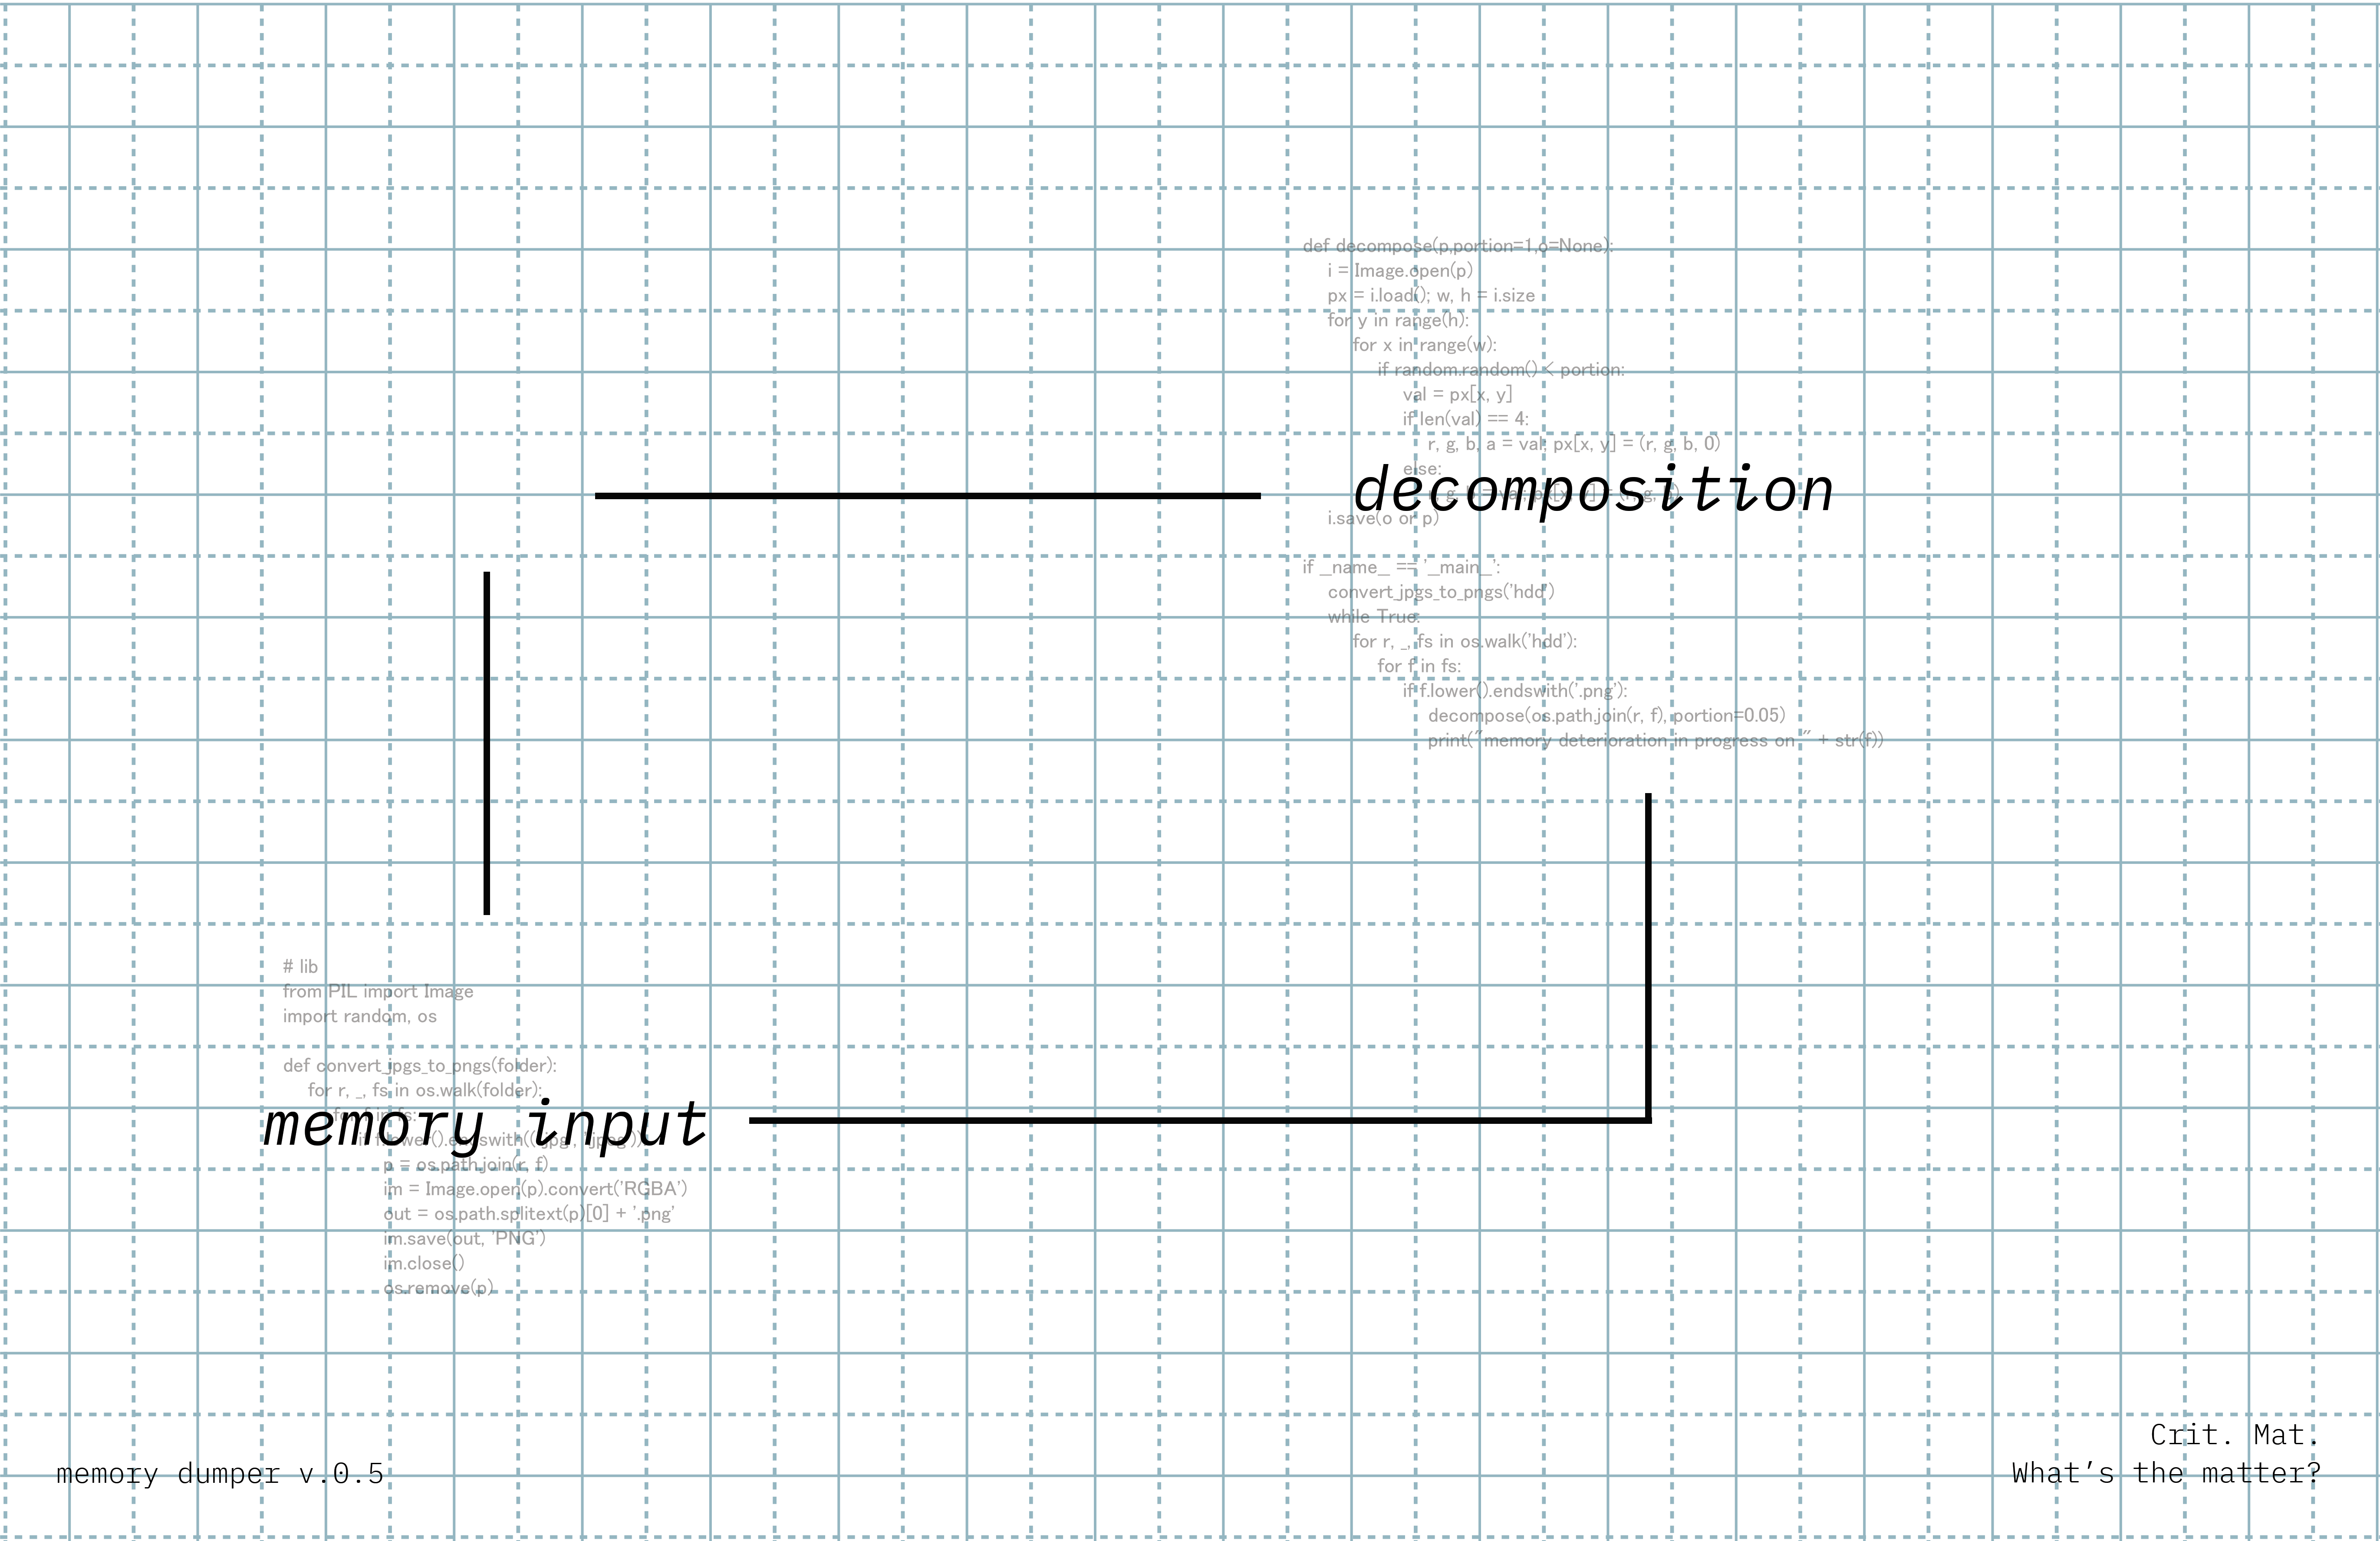 def decompose(p,portion=1,o=None):
i = Image.open(p)
px = i.load(); w, h = i.size
for y in range(h):
for x in range(w):
if random.random() < portion:
val = px[x, y]
if len(val) == 4:
r, g, b, a = val; px[x, y] = (r, g, b, 0)
else:
decomposition
i.save(o or p)
if _name_ == '_main_':
convert_jpgs_to_pngs('hdd')
while True:
for r, _, fs in os.walk('hdd'):
for f in fs:
if f.lower().endswith('.png'):
decompose(os.path.join(r, f), portion=0.05)
print("memory deterioration in progress on " + str(f))
# lib
from PIL import Image
import random, os
def convert_jpgs_to_pngs(folder):
for r, _, fs in os.walk(folder):
memory input
p = os.path.join(r, f)
im = Image.open(p).convert('RGBA')
out = os.path.splitext(p)[0] + '.png'
im.save(out, 'PNG')
im.close()
os.remove(p)
memory dumper v.0.5
Crit. Mat.
What's the matter?